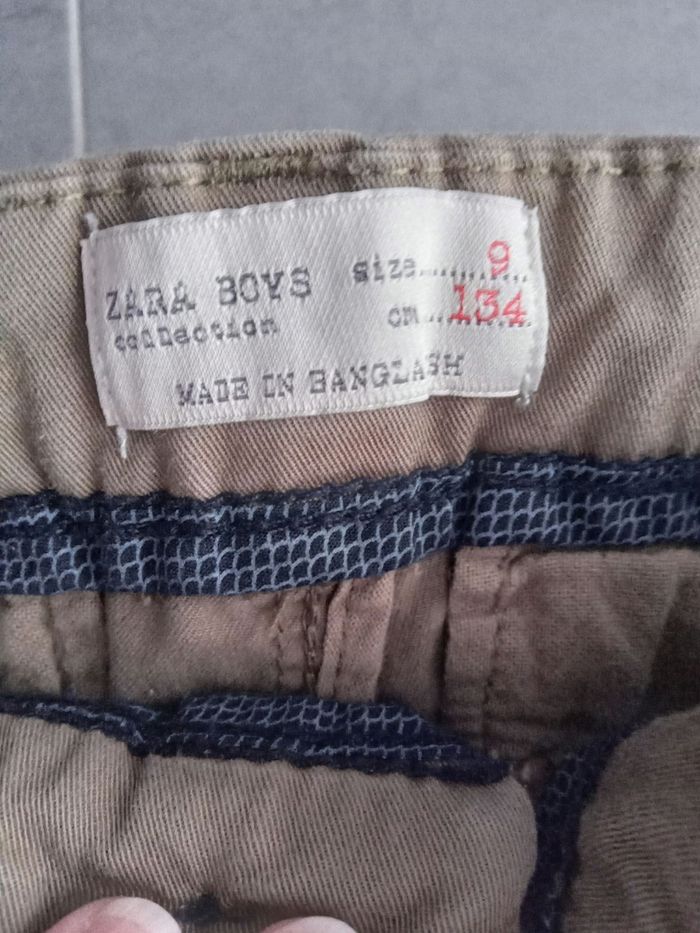 ZARA BOYS size.......9...
collection cm...134
MADE IN BANGLASH